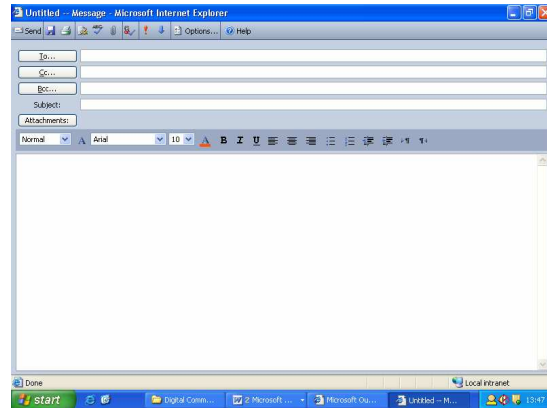 Untitled -- Message - Microsoft Internet Explorer
Send Options... Help
To...
Cc...
Bcc...
Subject:
Attachments:
Normal A Arial 10 A B I U
Done Local intranet
start Digital Comm... 2 Microsoft ... Microsoft Ou... Untitled -- M... 13:47